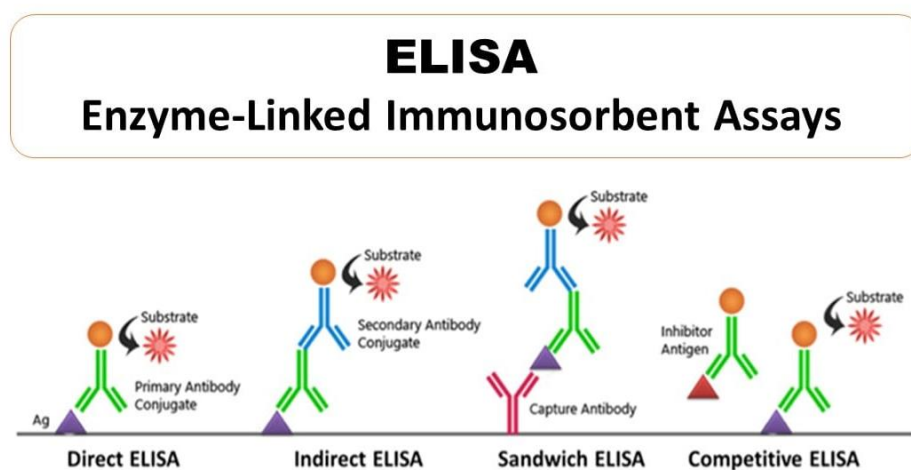 ELISA
Enzyme-Linked Immunosorbent Assays
Substrate
Primary Antibody
Conjugate
Ag
Direct ELISA
Substrate
Secondary Antibody
Conjugate
Indirect ELISA
Substrate
Capture Antibody
Sandwich ELISA
Inhibitor
Antigen
Substrate
Competitive ELISA